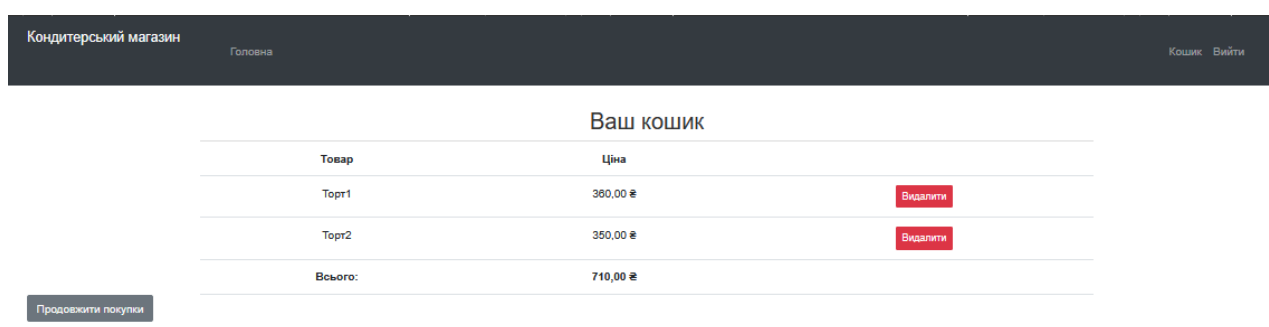 Кондитерський магазин
Головна
Кошик Вийти
Ваш кошик
Товар Ціна
Торт1 360,00 ₴ Видалити
Торт2 350,00 ₴ Видалити
Всього: 710,00 ₴
Продовжити покупки